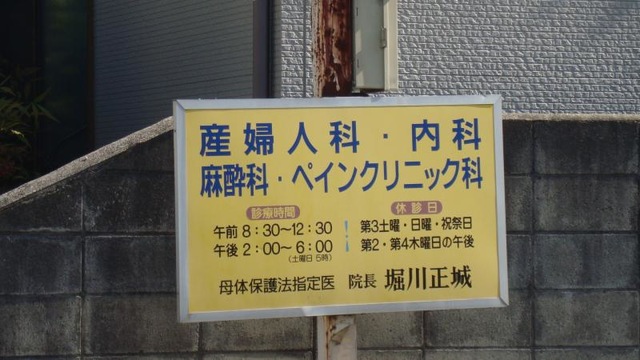 産婦人科・内科
麻酔科・ペインクリニック科
診療時間
午前 8:30～12:30
午後 2:00～ 6:00
(土曜日 5時)
休診日
第3土曜・日曜・祝祭日
第2・第4木曜日の午後
母体保護法指定医 院長 堀川正城